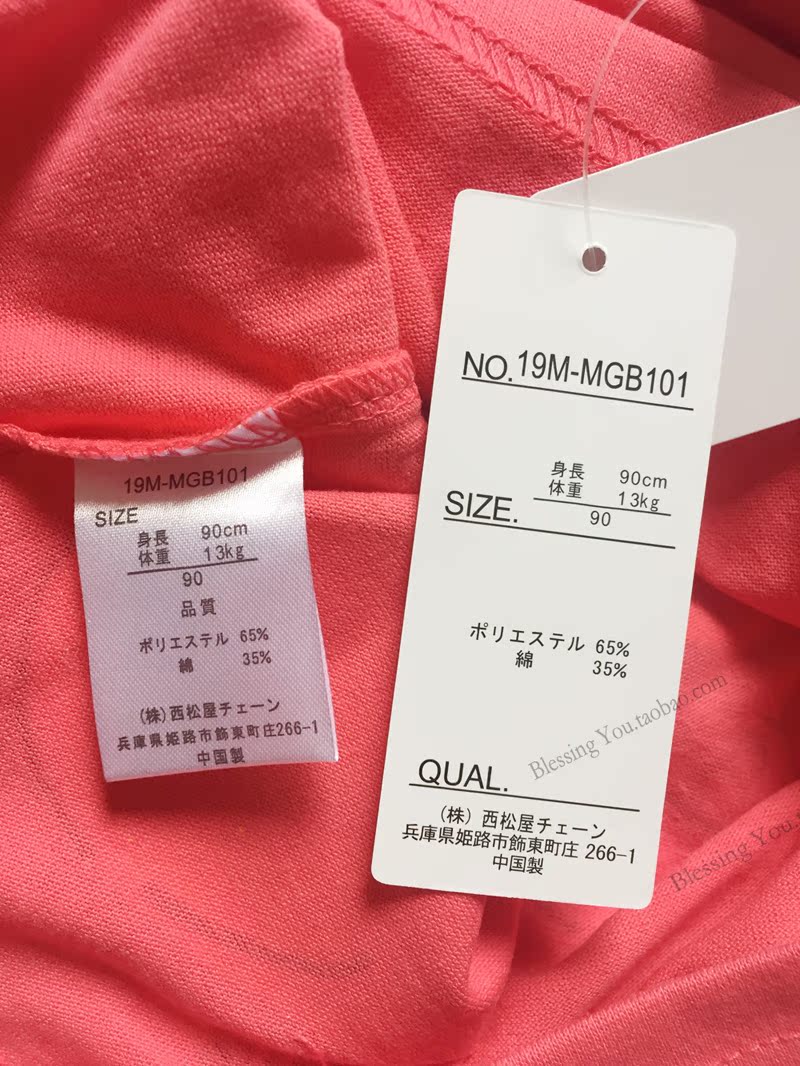 19M-MGB101
SIZE
身長 90cm
体重 13kg
90
品質
ポリエステル 65%
綿 35%
(株)西松屋チェーン
兵庫県姫路市飾東町庄266-1
中国製
NO. 19M-MGB101
身長 90cm
体重 13kg
SIZE.
90
ポリエステル 65%
綿 35%
QUAL.
(株) 西松屋チェーン
兵庫県姫路市飾東町庄 266-1
中国製
Blessing You.taobao.com
Blessing You.taobao